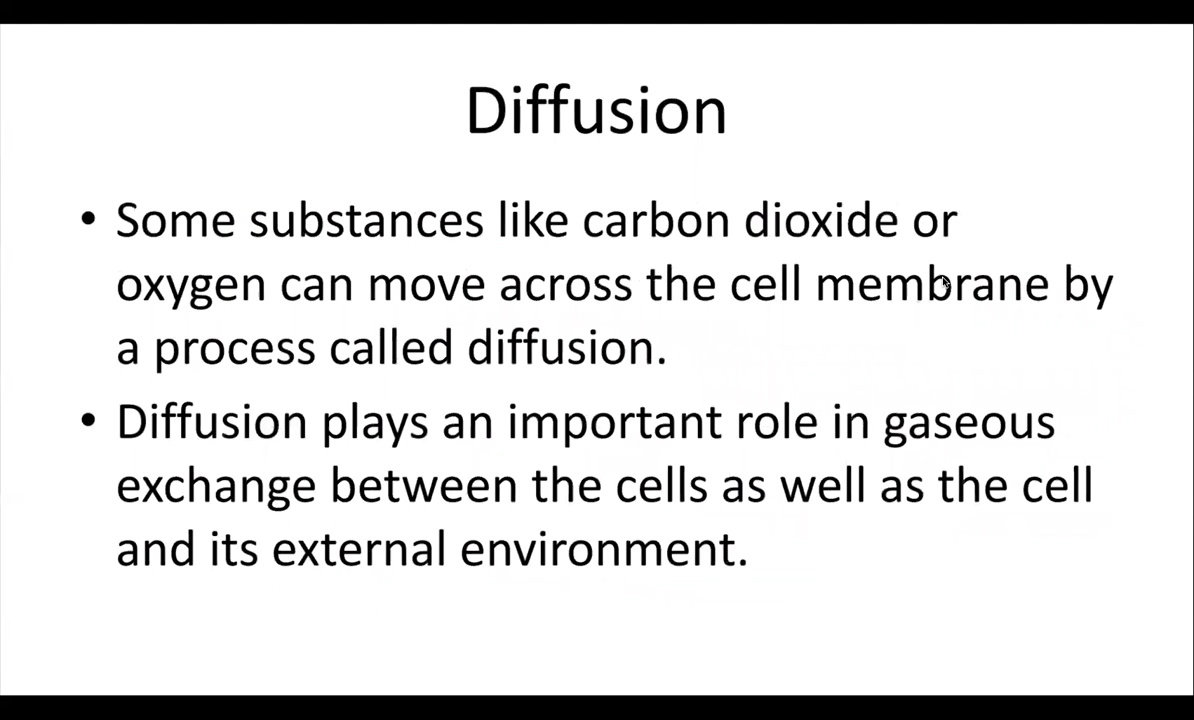 Diffusion
• Some substances like carbon dioxide or
oxygen can move across the cell membrane by
a process called diffusion.
• Diffusion plays an important role in gaseous
exchange between the cells as well as the cell
and its external environment.